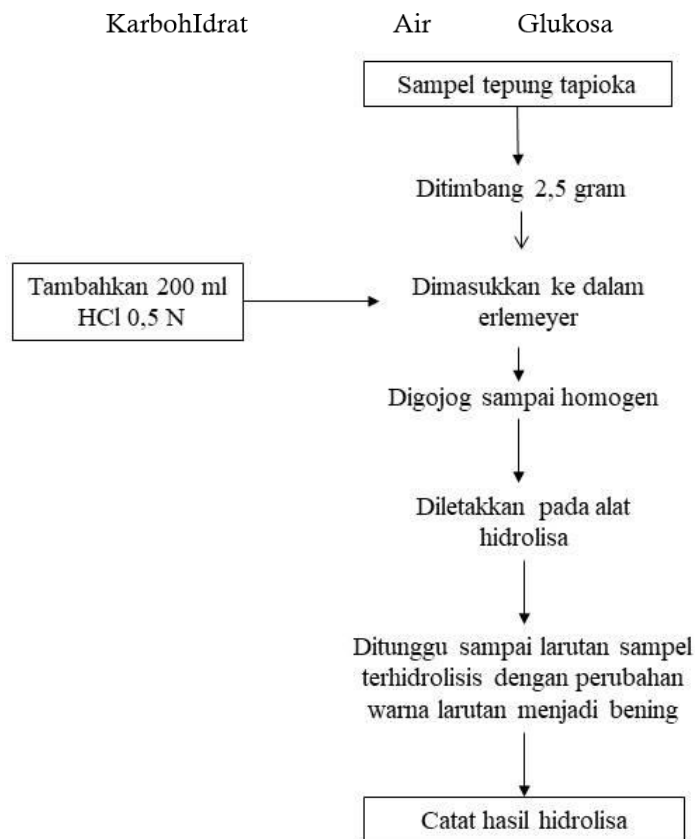 KarbohIdrat Air Glukosa
Sampel tepung tapioka
Ditimbang 2,5 gram
Tambahkan 200 ml
HCl 0,5 N
Dimasukkan ke dalam
erlemeyer
Digojog sampai homogen
Diletakkan pada alat
hidrolisa
Ditunggu sampai larutan sampel
terhidrolisis dengan perubahan
warna larutan menjadi bening
Catat hasil hidrolisa